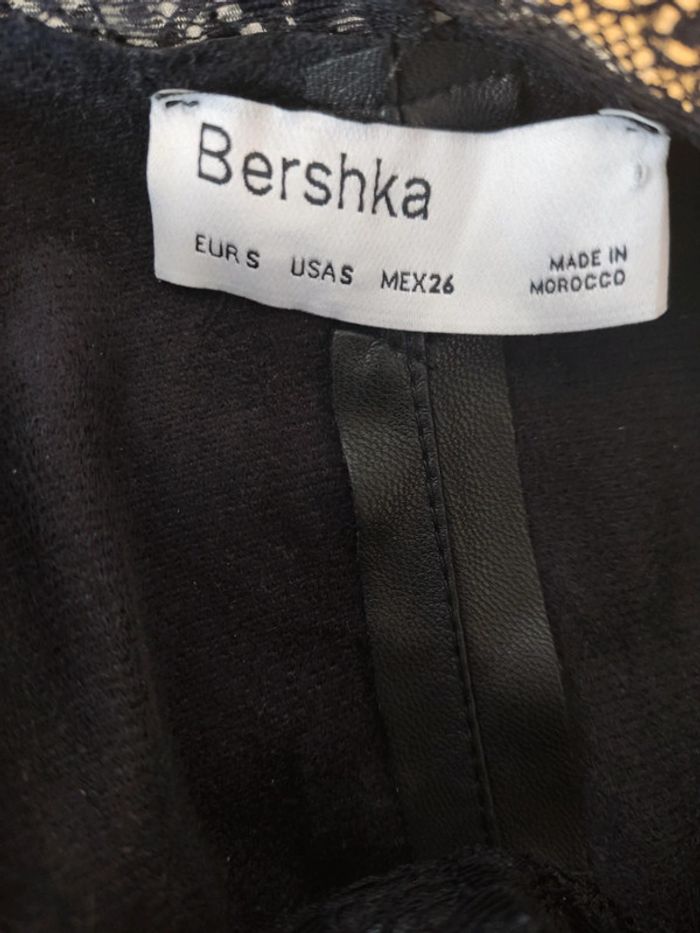 Bershka
EUR S USA S MEX 26
MADE IN
MOROCCO